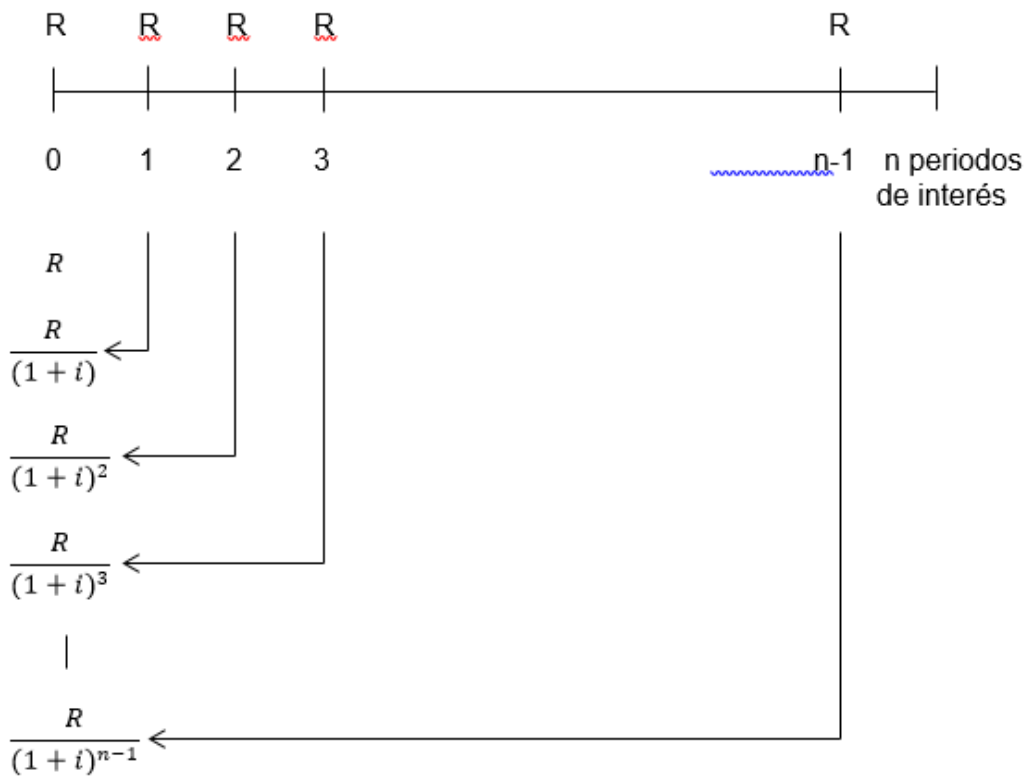 R R R R R
0 1 2 3 n-1 n periodos
de interés
R
R
(1 + i)
R
(1 + i)²
R
(1 + i)³
R
(1 + i)ⁿ⁻¹